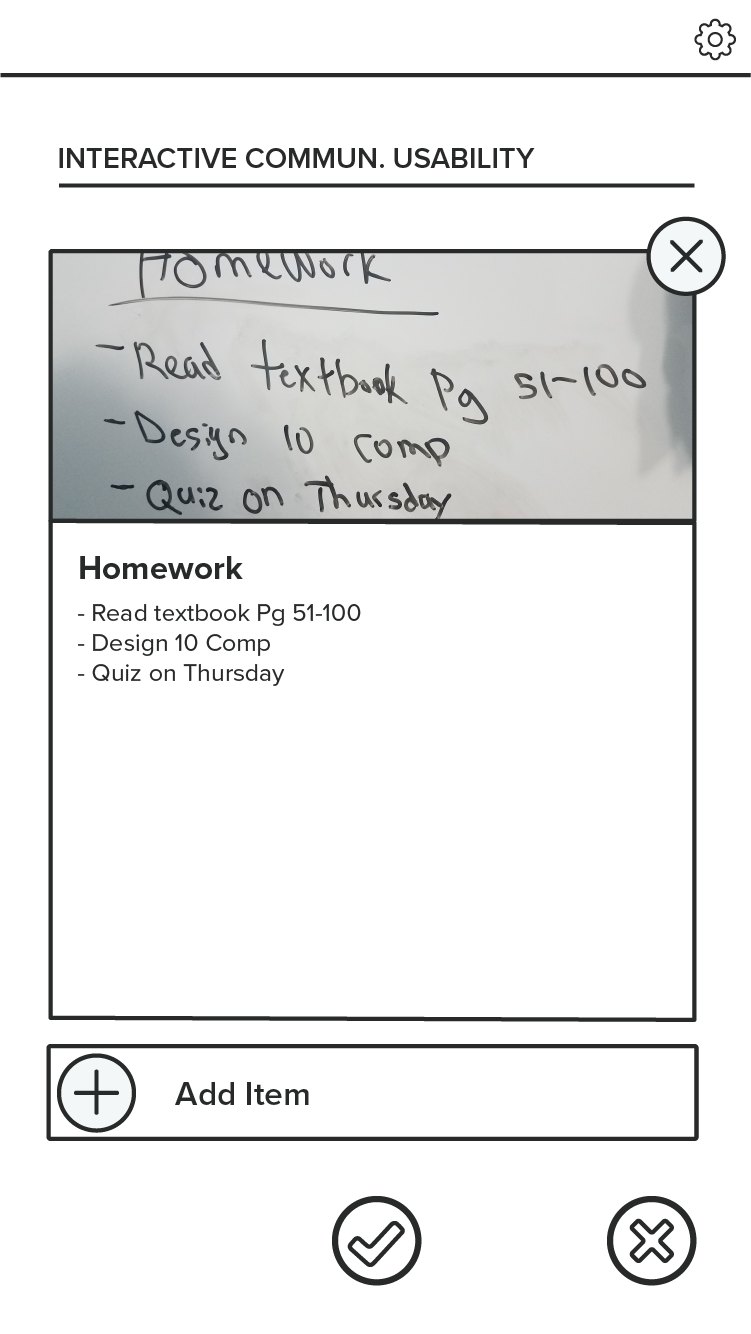 INTERACTIVE COMMUN. USABILITY
Homework
- Read textbook Pg 51-100
- Design 10 Comp
- Quiz on Thursday
Homework
- Read textbook Pg 51-100
- Design 10 Comp
- Quiz on Thursday
Add Item